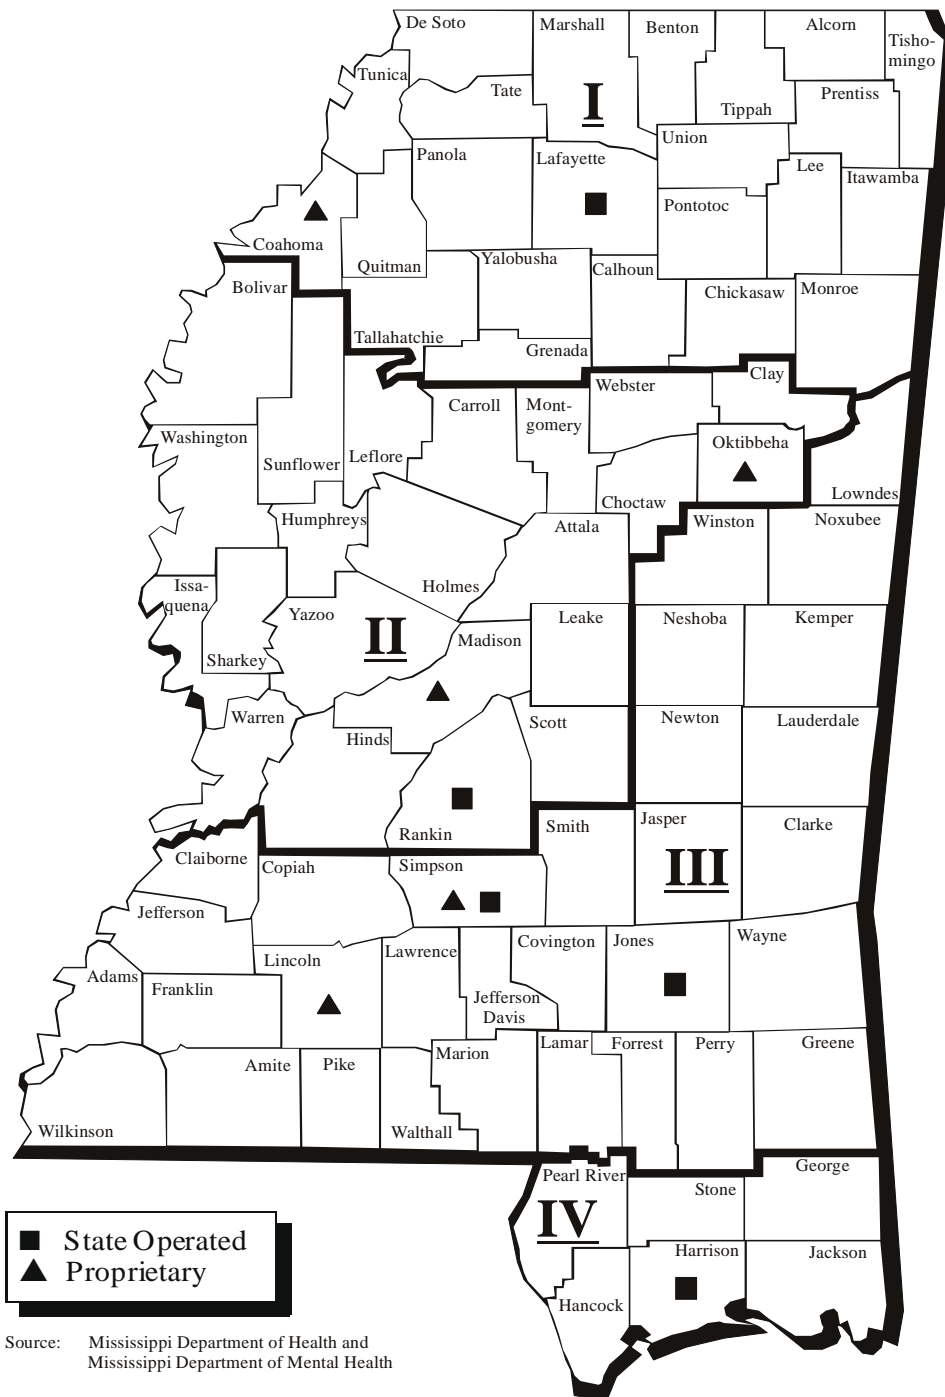 De Soto
Marshall
Benton
Alcorn
Tisho-
mingo
Tunica
Tate
I
Tippah
Prentiss
Union
Panola
Lafayette
Lee
Itawamba
Pontotoc
Coahoma
Quitman
Yalobusha
Calhoun
Bolivar
Chickasaw
Monroe
Tallahatchie
Grenada
Clay
Webster
Carroll
Mont-
gomery
Washington
Oktibbeha
Sunflower
Leflore
Choctaw
Lowndes
Humphreys
Attala
Winston
Noxubee
Issa-
quena
Holmes
Yazoo
II
Leake
Neshoba
Kemper
Madison
Sharkey
Warren
Hinds
Scott
Newton
Lauderdale
Rankin
Smith
Jasper
Clarke
Claiborne
Copiah
Simpson
III
Jefferson
Lawrence
Covington
Jones
Wayne
Adams
Franklin
Lincoln
Jefferson
Davis
Amite
Pike
Marion
Lamar
Forrest
Perry
Greene
Wilkinson
Walthall
Pearl River
George
Stone
IV
Harrison
Jackson
Hancock
State Operated
Proprietary
Source: Mississippi Department of Health and
Mississippi Department of Mental Health